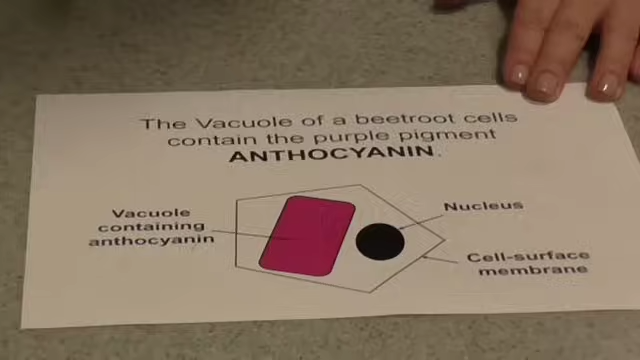 The Vacuole of a beetroot cells
contain the purple pigment
ANTHOCYANIN.
Vacuole
containing
anthocyanin
Nucleus
Cell-surface
membrane